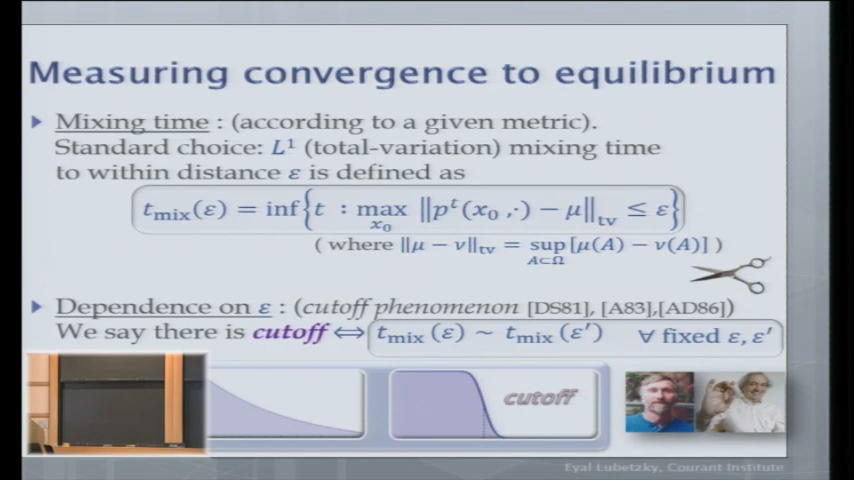 Measuring convergence to equilibrium
Mixing time : (according to a given metric).
Standard choice: L¹ (total-variation) mixing time
to within distance ε is defined as
t_mix(ε) = inf{t : max_{x₀} ‖pᵗ(x₀,·) − μ‖_tv ≤ ε}
( where ‖μ − ν‖_tv = sup_{A⊂Ω} [μ(A) − ν(A)] )
Dependence on ε : (cutoff phenomenon [DS81], [A83],[AD86])
We say there is cutoff ⇔ t_mix(ε) ~ t_mix(ε′) ∀ fixed ε, ε′
cutoff
Eyal Lubetzky, Courant Institute